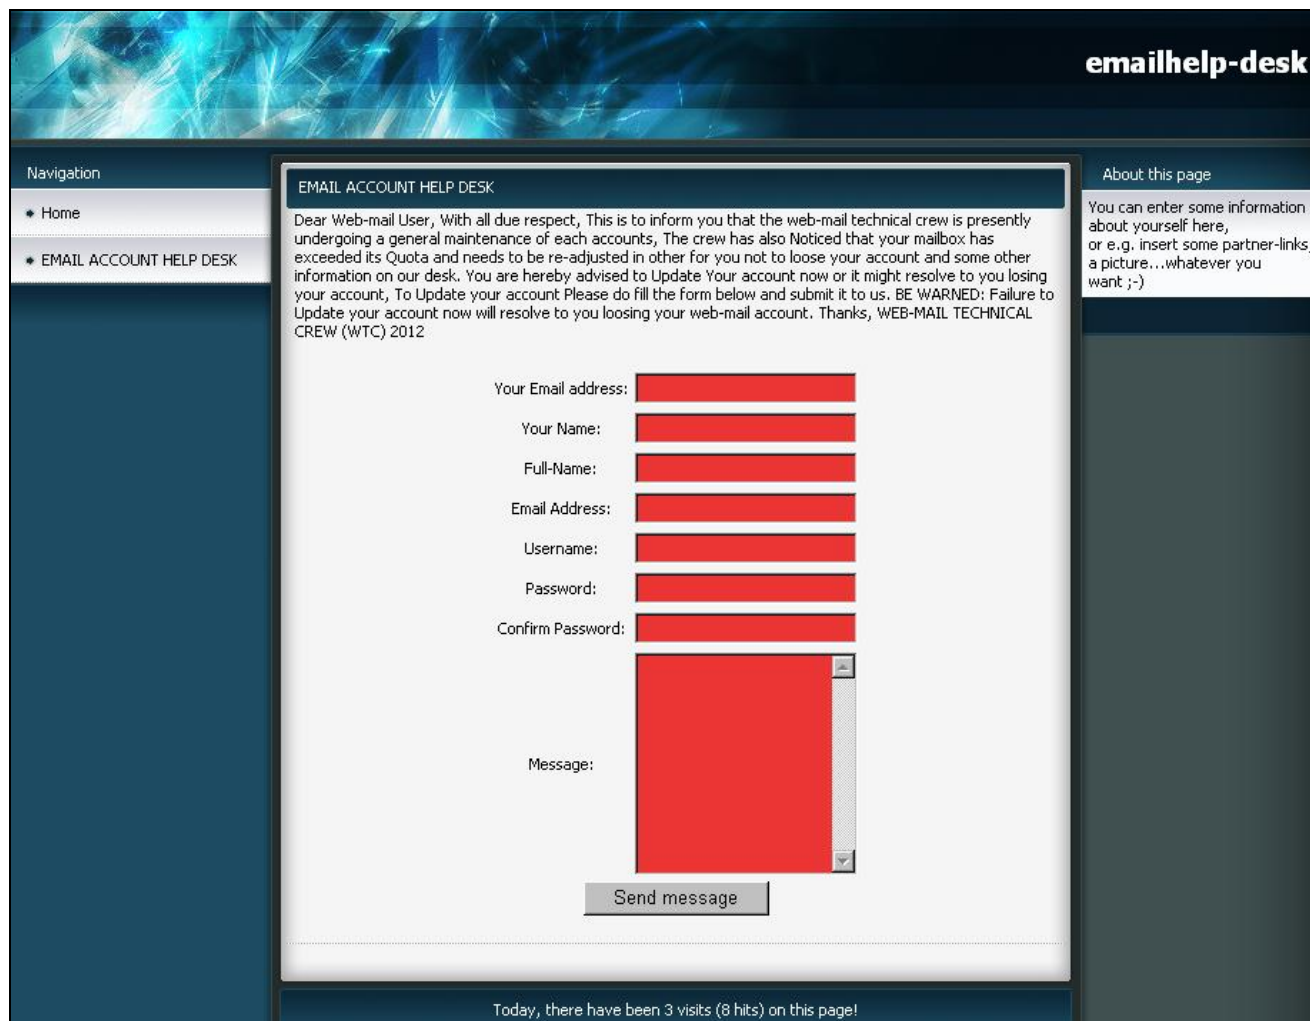 emailhelp-desk
Navigation
Home
EMAIL ACCOUNT HELP DESK
EMAIL ACCOUNT HELP DESK
Dear Web-mail User, With all due respect, This is to inform you that the web-mail technical crew is presently
undergoing a general maintenance of each accounts, The crew has also Noticed that your mailbox has
exceeded its Quota and needs to be re-adjusted in other for you not to loose your account and some other
information on our desk. You are hereby advised to Update Your account now or it might resolve to you losing
your account, To Update your account Please do fill the form below and submit it to us. BE WARNED: Failure to
Update your account now will resolve to you loosing your web-mail account. Thanks, WEB-MAIL TECHNICAL
CREW (WTC) 2012
Your Email address:
Your Name:
Full-Name:
Email Address:
Username:
Password:
Confirm Password:
Message:
Send message
Today, there have been 3 visits (8 hits) on this page!
About this page
You can enter some information
about yourself here,
or e.g. insert some partner-links,
a picture...whatever you
want ;-)